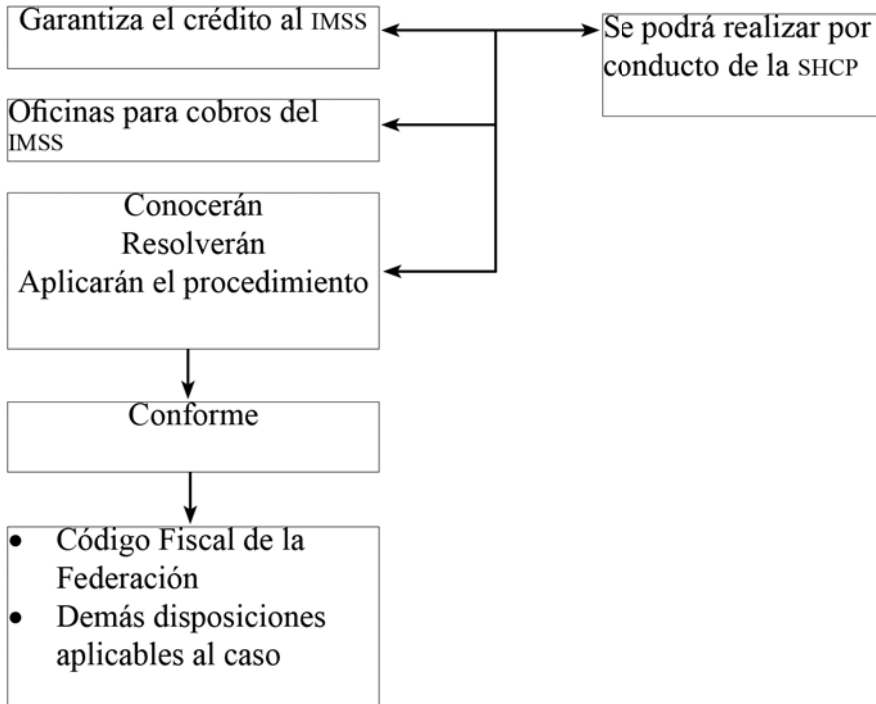 Garantiza el crédito al IMSS
Se podrá realizar por
conducto de la SHCP
Oficinas para cobros del
IMSS
Conocerán
Resolverán
Aplicarán el procedimiento
Conforme
• Código Fiscal de la
Federación
• Demás disposiciones
aplicables al caso